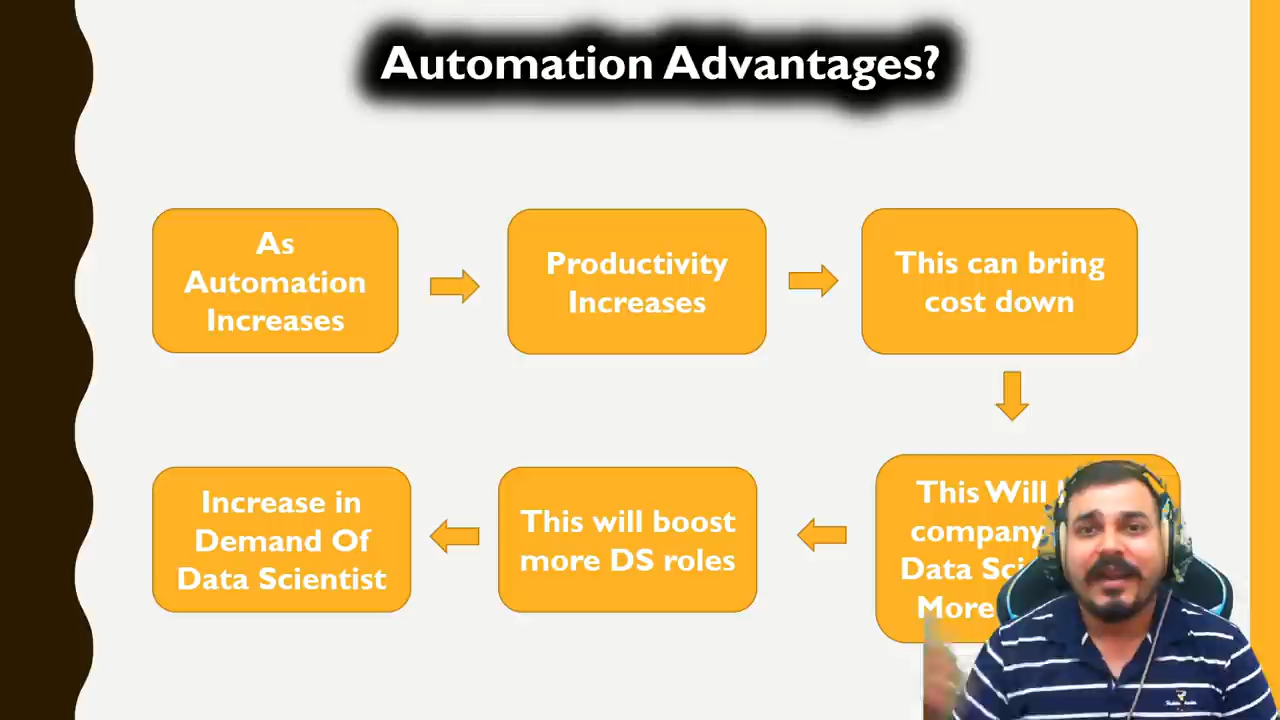 Automation Advantages?
As
Automation
Increases
Productivity
Increases
This can bring
cost down
This Will
company
Data
More
This will boost
more DS roles
Increase in
Demand Of
Data Scientist